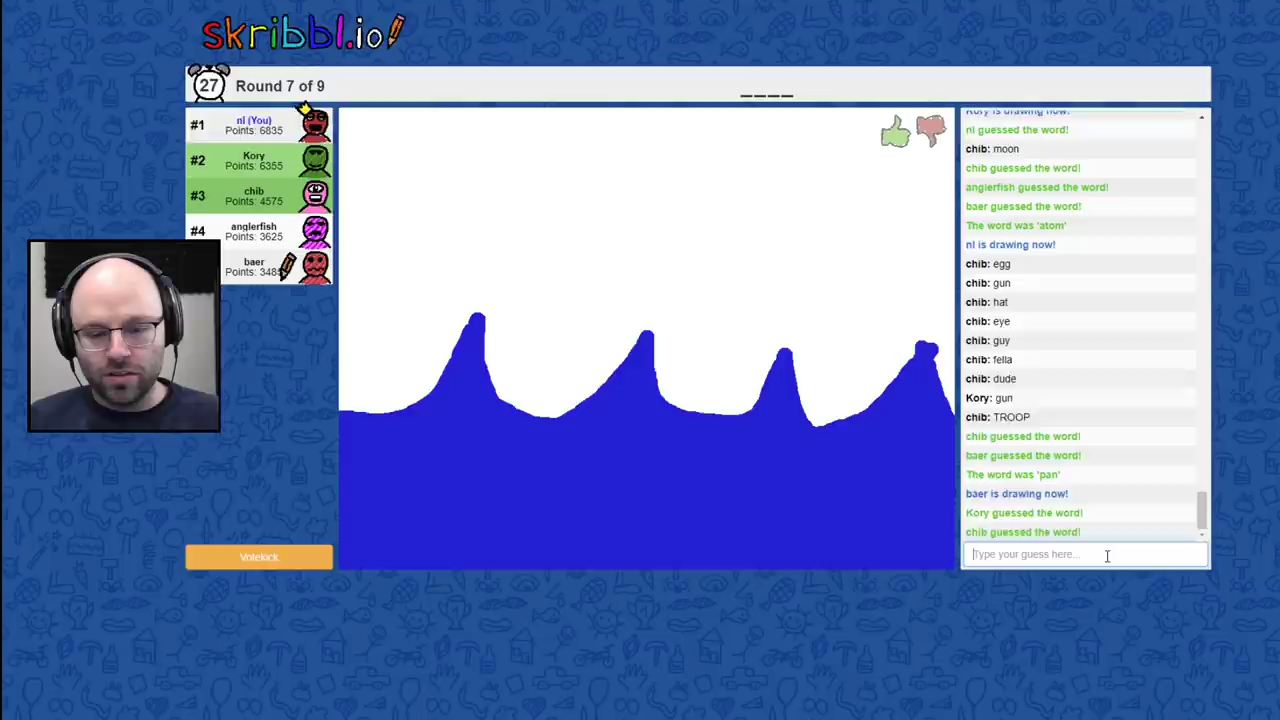 skribbl.io
27
Round 7 of 9
____
#1
nl (You)
Points: 6835
#2
Kory
Points: 6355
#3
chib
Points: 4575
#4
anglerfish
Points: 3625
baer
Votekick
Kory is drawing now!
nl guessed the word!
chib: moon
chib guessed the word!
anglerfish guessed the word!
baer guessed the word!
The word was 'atom'
nl is drawing now!
chib: egg
chib: gun
chib: hat
chib: eye
chib: guy
chib: fella
chib: dude
Kory: gun
chib: TROOP
chib guessed the word!
baer guessed the word!
The word was 'pan'
baer is drawing now!
Kory guessed the word!
chib guessed the word!
Type your guess here...